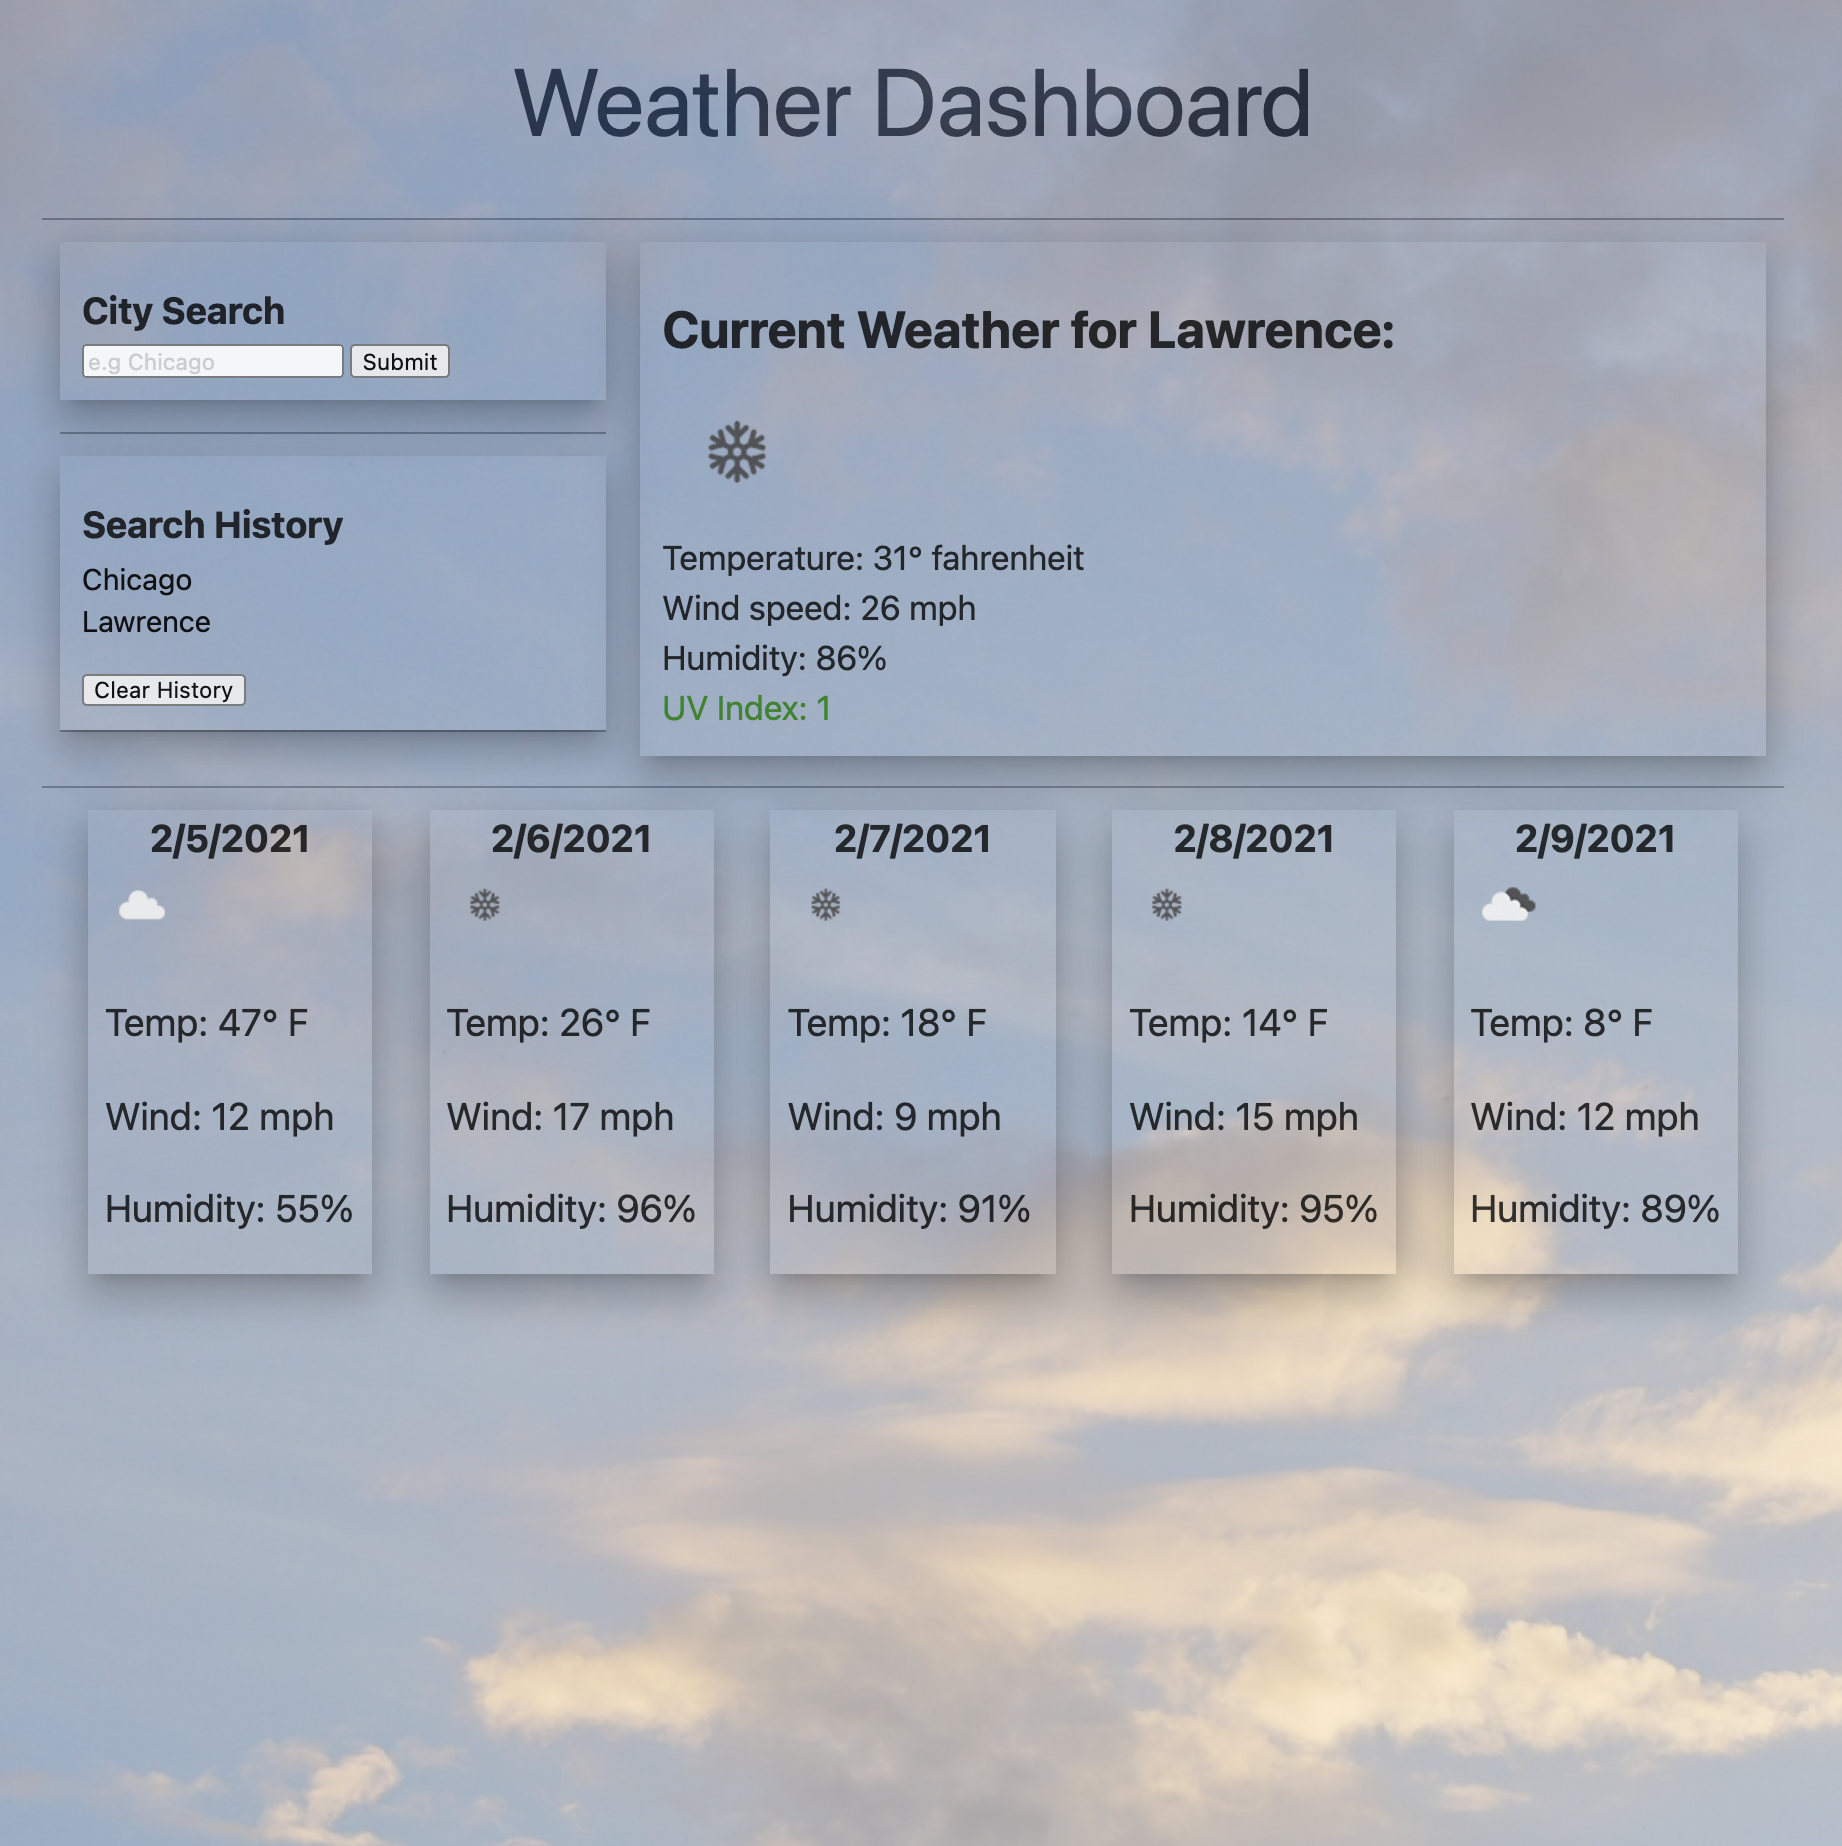 Weather Dashboard
City Search
e.g Chicago
Submit
Search History
Chicago
Lawrence
Clear History
Current Weather for Lawrence:
Temperature: 31° fahrenheit
Wind speed: 26 mph
Humidity: 86%
UV Index: 1
2/5/2021
Temp: 47° F
Wind: 12 mph
Humidity: 55%
2/6/2021
Temp: 26° F
Wind: 17 mph
Humidity: 96%
2/7/2021
Temp: 18° F
Wind: 9 mph
Humidity: 91%
2/8/2021
Temp: 14° F
Wind: 15 mph
Humidity: 95%
2/9/2021
Temp: 8° F
Wind: 12 mph
Humidity: 89%